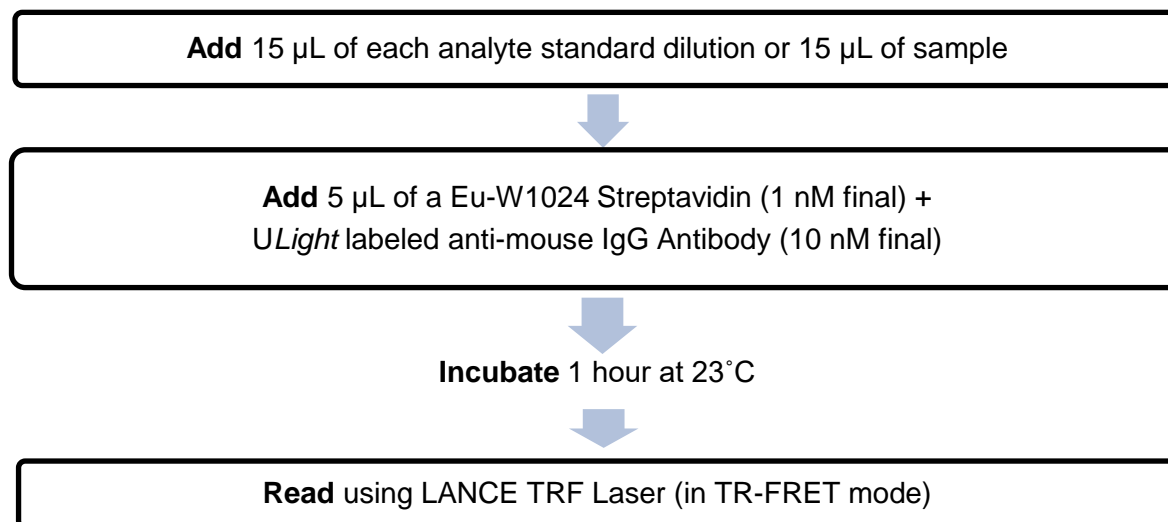 Add 15 µL of each analyte standard dilution or 15 µL of sample
Add 5 µL of a Eu-W1024 Streptavidin (1 nM final) +
ULight labeled anti-mouse IgG Antibody (10 nM final)
Incubate 1 hour at 23˚C
Read using LANCE TRF Laser (in TR-FRET mode)